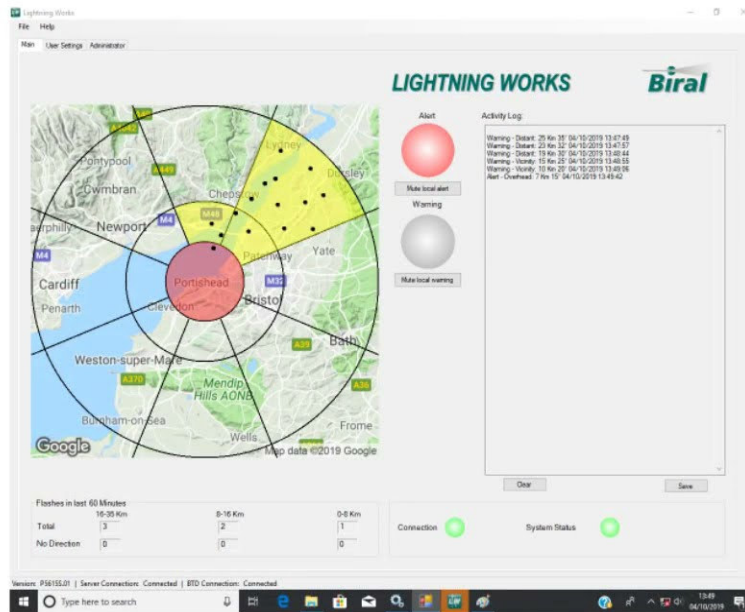 Lightning Works
File Help
Main User Settings Administrator
LIGHTNING WORKS
Biral
Alert
Mute local alert
Warning
Mute local warning
Activity Log:
Warning - Distant: 25 Km 35' 04/10/2019 13:47:49
Warning - Distant: 23 Km 32' 04/10/2019 13:47:57
Warning - Distant: 19 Km 30' 04/10/2019 13:48:44
Warning - Vicinity: 15 Km 25' 04/10/2019 13:48:55
Warning - Vicinity: 10 Km 20' 04/10/2019 13:49:06
Alert - Overhead: 7 Km 15' 04/10/2019 13:49:42
Clear Save
Lydney
Pontypool
A449
Dursley
Cwmbran
Chepstow
M48
Newport
M4
M4
Patchway
Yate
Cardiff
Portishead
M32
Penarth
Clevedon
Bristol
A39
Bath
Weston-super-Mare
A370
Mendip
Hills AONB
A36
Burnham-on-Sea
Frome
Wells
Google
Map data ©2019 Google
Flashes in last 60 Minutes
16-35 Km 8-16 Km 0-8 Km
Total 3 2 1
No Direction 0 0 0
Connection System Status
Version: P56155.01 | Server Connection: Connected | BTD Connection: Connected
Type here to search
13:49
04/10/2019